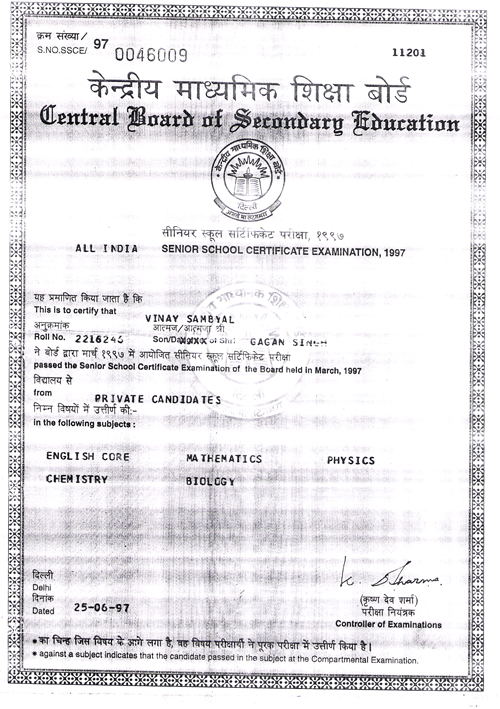 क्रम संख्या/
S.NO.SSCE/ 97 0046009
11201
केन्द्रीय माध्यमिक शिक्षा बोर्ड
Central Board of Secondary Education
केन्द्रीय माध्यमिक शिक्षा बोर्ड
दिल्ली
सीनियर स्कूल सर्टिफिकेट परीक्षा, १९९७
ALL INDIA SENIOR SCHOOL CERTIFICATE EXAMINATION, 1997
यह प्रमाणित किया जाता है कि
This is to certify that VINAY SAMBYAL
अनुक्रमांक आत्मज/आत्मजा श्री
Roll No. 2216245 Son/ of Shri GAGAN SINGH
ने बोर्ड द्वारा मार्च १९९७ में आयोजित सीनियर स्कूल सर्टिफिकेट परीक्षा
passed the Senior School Certificate Examination of the Board held in March, 1997
विद्यालय से
from PRIVATE CANDIDATES
निम्न विषयों में उत्तीर्ण की:-
in the following subjects :
ENGLISH CORE MATHEMATICS PHYSICS
CHEMISTRY BIOLOGY
दिल्ली
Delhi
दिनांक
Dated 25-06-97
K. D Sharma
(कृष्ण देव शर्मा)
परीक्षा नियंत्रक
Controller of Examinations
* का चिन्ह जिस विषय के आगे लगा है, वह विषय परीक्षार्थी ने पूरक परीक्षा में उत्तीर्ण किया है।
* against a subject indicates that the candidate passed in the subject at the Compartmental Examination.